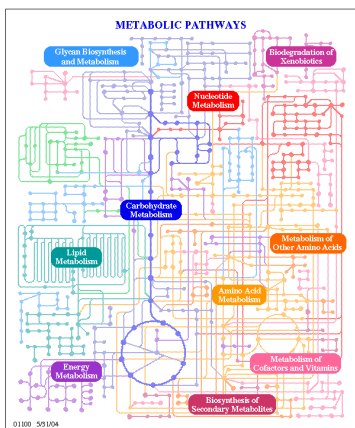 METABOLIC PATHWAYS
Glycan Biosynthesis
and Metabolism
Biodegradation of
Xenobiotics
Nucleotide
Metabolism
Carbohydrate
Metabolism
Metabolism of
Other Amino Acids
Lipid
Metabolism
Amino Acid
Metabolism
Metabolism of
Cofactors and Vitamins
Energy
Metabolism
Biosynthesis of
Secondary Metabolites
01100 5/31/04